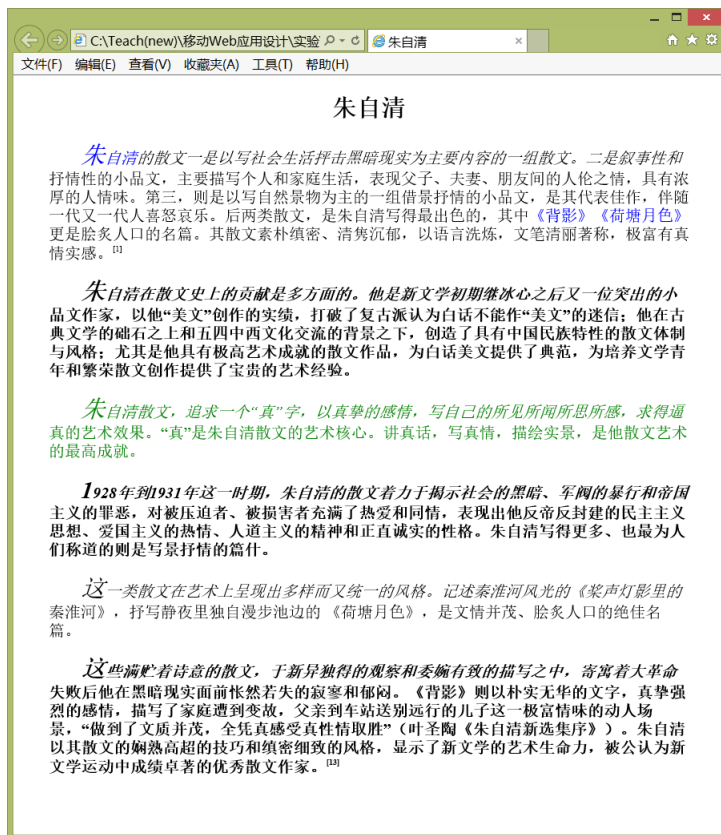 C:\Teach(new)\移动Web应用设计\实验
朱自清
文件(F) 编辑(E) 查看(V) 收藏夹(A) 工具(T) 帮助(H)
朱自清
朱自清的散文一是以写社会生活抨击黑暗现实为主要内容的一组散文。二是叙事性和
抒情性的小品文，主要描写个人和家庭生活，表现父子、夫妻、朋友间的人伦之情，具有浓
厚的人情味。第三，则是以写自然景物为主的一组借景抒情的小品文，是其代表佳作，伴随
一代又一代人喜怒哀乐。后两类散文，是朱自清写得最出色的，其中《背影》《荷塘月色》
更是脍炙人口的名篇。其散文素朴缜密、清隽沉郁，以语言洗炼，文笔清丽著称，极富有真
情实感。[1]
朱自清在散文史上的贡献是多方面的。他是新文学初期继冰心之后又一位突出的小
品文作家，以他“美文”创作的实绩，打破了复古派认为白话不能作“美文”的迷信；他在古
典文学的础石之上和五四中西文化交流的背景之下，创造了具有中国民族特性的散文体制
与风格；尤其是他具有极高艺术成就的散文作品，为白话美文提供了典范，为培养文学青
年和繁荣散文创作提供了宝贵的艺术经验。
朱自清散文，追求一个“真”字，以真挚的感情，写自己的所见所闻所思所感，求得逼
真的艺术效果。“真”是朱自清散文的艺术核心。讲真话，写真情，描绘实景，是他散文艺术
的最高成就。
1928年到1931年这一时期，朱自清的散文着力于揭示社会的黑暗、军阀的暴行和帝国
主义的罪恶，对被压迫者、被损害者充满了热爱和同情，表现出他反帝反封建的民主主义
思想、爱国主义的热情、人道主义的精神和正直诚实的性格。朱自清写得更多、也最为人
们称道的则是写景抒情的篇什。
这一类散文在艺术上呈现出多样而又统一的风格。记述秦淮河风光的《桨声灯影里的
秦淮河》，抒写静夜里独自漫步池边的 《荷塘月色》，是文情并茂、脍炙人口的绝佳名
篇。
这些满贮着诗意的散文，于新异独得的观察和委婉有致的描写之中，寄寓着大革命
失败后他在黑暗现实面前怅然若失的寂寥和郁闷。《背影》则以朴实无华的文字，真挚强
烈的感情，描写了家庭遭到变故，父亲到车站送别远行的儿子这一极富情味的动人场
景，“做到了文质并茂，全凭真感受真性情取胜”（叶圣陶《朱自清新选集序》）。朱自清
以其散文的娴熟高超的技巧和缜密细致的风格，显示了新文学的艺术生命力，被公认为新
文学运动中成绩卓著的优秀散文作家。[13]